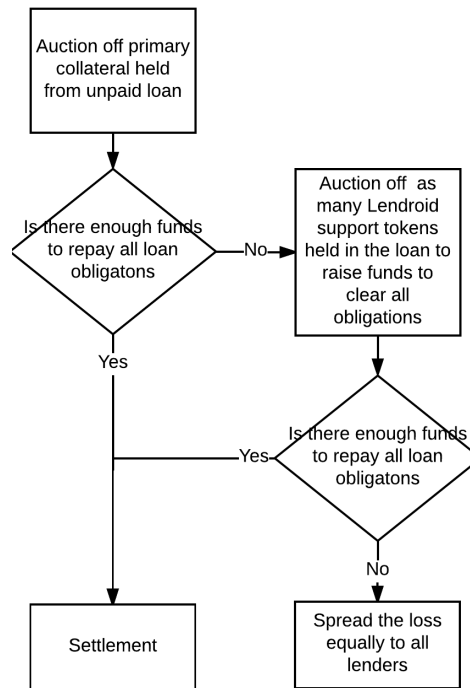 Auction off primary
collateral held
from unpaid loan
Is there enough funds
to repay all loan
obligatons
No
Auction off as
many Lendroid
support tokens
held in the loan to
raise funds to
clear all
obligations
Yes
Is there enough funds
to repay all loan
obligatons
Yes
No
Settlement
Spread the loss
equally to all
lenders